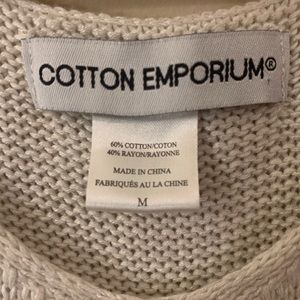 COTTON EMPORIUM®
60% COTTON/COTON
40% RAYON/RAYONNE
MADE IN CHINA
FABRIQUÉS AU LA CHINE
M